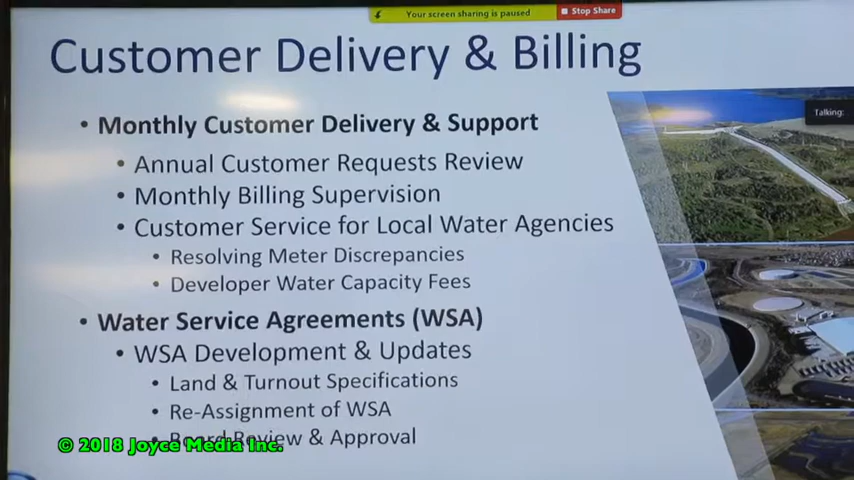 Your screen sharing is paused
Stop Share
Customer Delivery & Billing
• Monthly Customer Delivery & Support
Talking:
• Annual Customer Requests Review
• Monthly Billing Supervision
• Customer Service for Local Water Agencies
• Resolving Meter Discrepancies
• Developer Water Capacity Fees
• Water Service Agreements (WSA)
• WSA Development & Updates
• Land & Turnout Specifications
• Re-Assignment of WSA
• Board Review & Approval
© 2018 Joyce Media Inc.